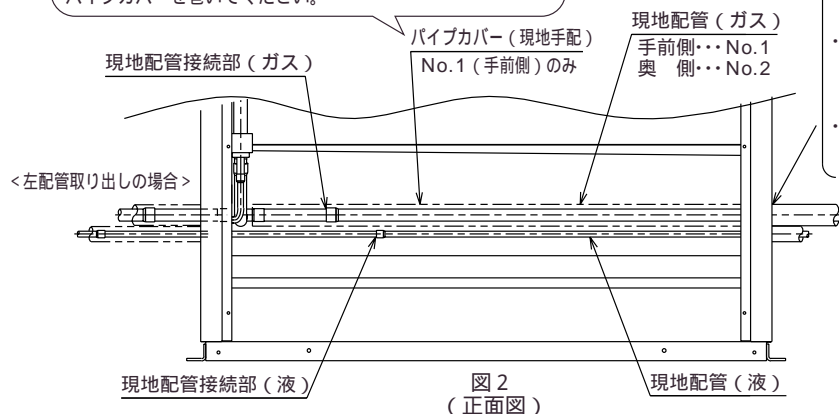 パイプカバーを巻いてください。
パイプカバー（現地手配）
No.1（手前側）のみ
現地配管（ガス）
手前側･･･No.1
奥　側･･･No.2
現地配管接続部（ガス）
<左配管取り出しの場合>
現地配管接続部（液）
図2
（正面図）
現地配管（液）